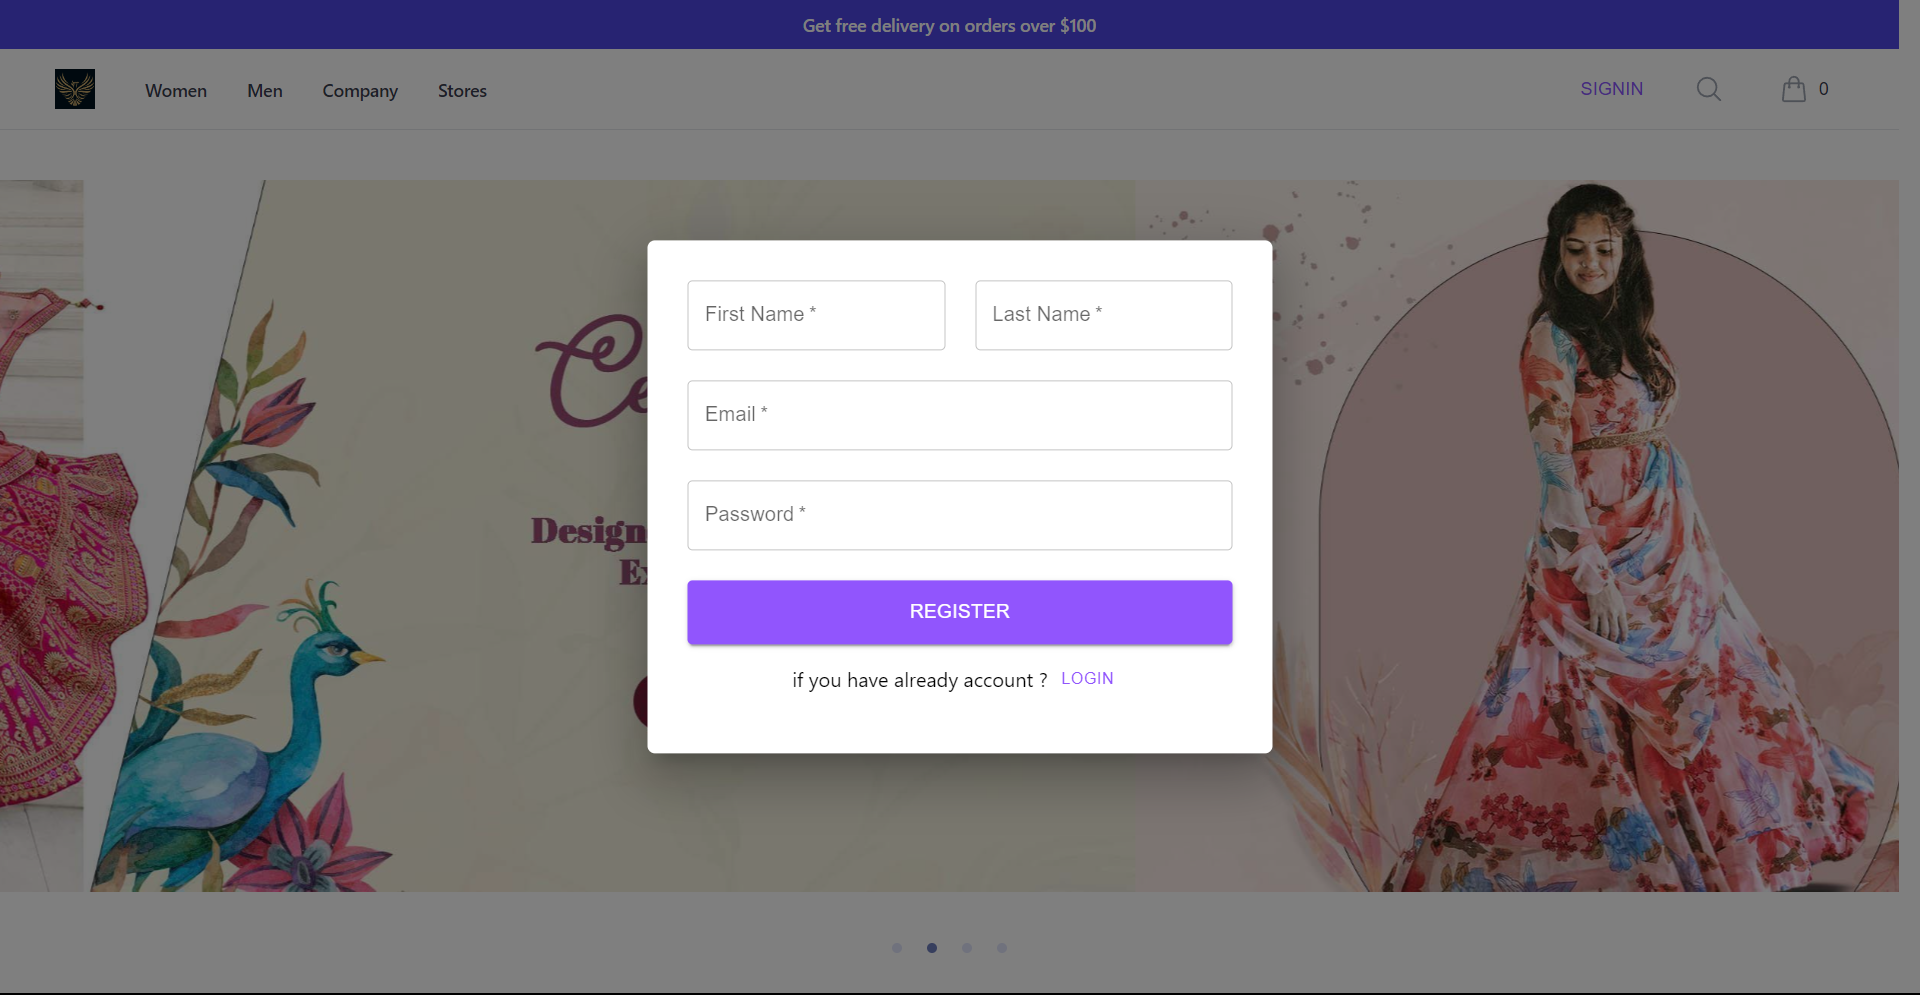 Get free delivery on orders over $100
Women Men Company Stores SIGNIN 0
First Name * Last Name *
Email *
Password *
REGISTER
if you have already account ? LOGIN
Ce
Design
Ex